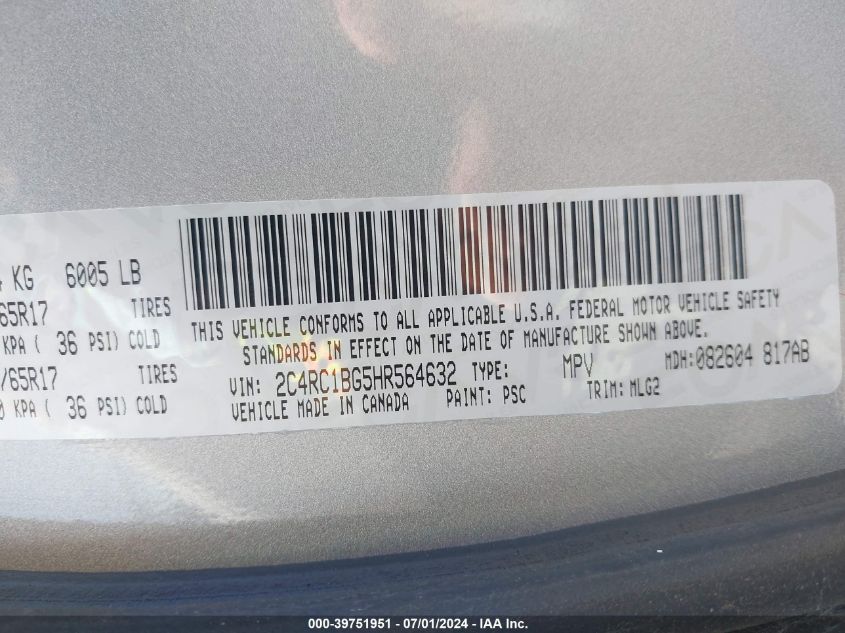 KG 6005 LB
65R17 TIRES
KPA ( 36 PSI) COLD
/65R17 TIRES
KPA ( 36 PSI) COLD
THIS VEHICLE CONFORMS TO ALL APPLICABLE U.S.A. FEDERAL MOTOR VEHICLE SAFETY
STANDARDS IN EFFECT ON THE DATE OF MANUFACTURE SHOWN ABOVE.
VIN: 2C4RC1BG5HR564632 TYPE: MPV MDH: 082604 817AB
VEHICLE MADE IN CANADA PAINT: PSC TRIM: MLG2
000-39751951 - 07/01/2024 - IAA Inc.